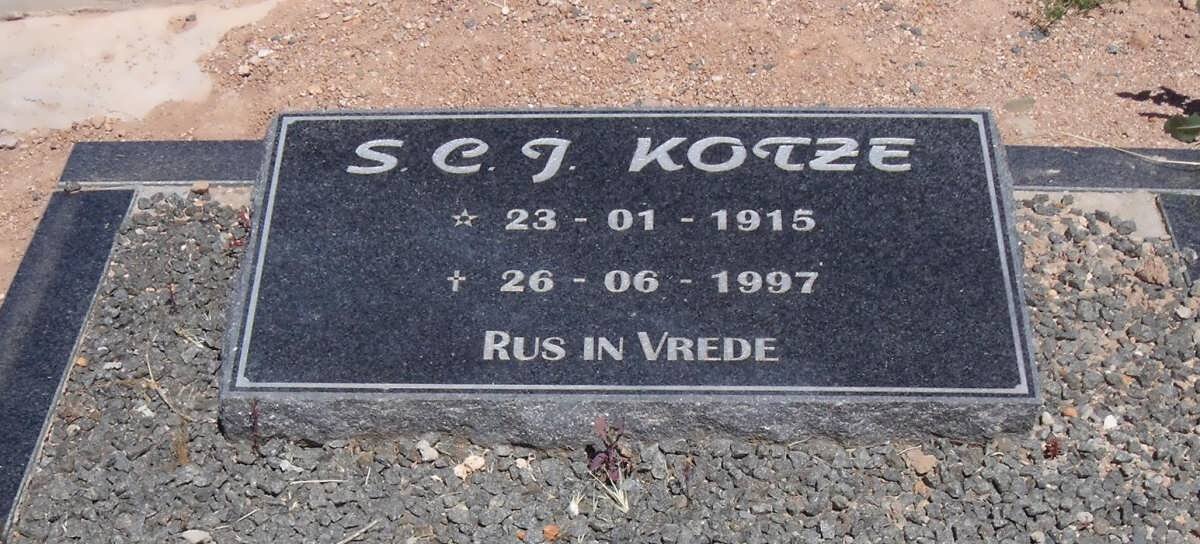 S. C. J. KOTZE
☆ 23 - 01 - 1915
✝ 26 - 06 - 1997
RUS IN VREDE